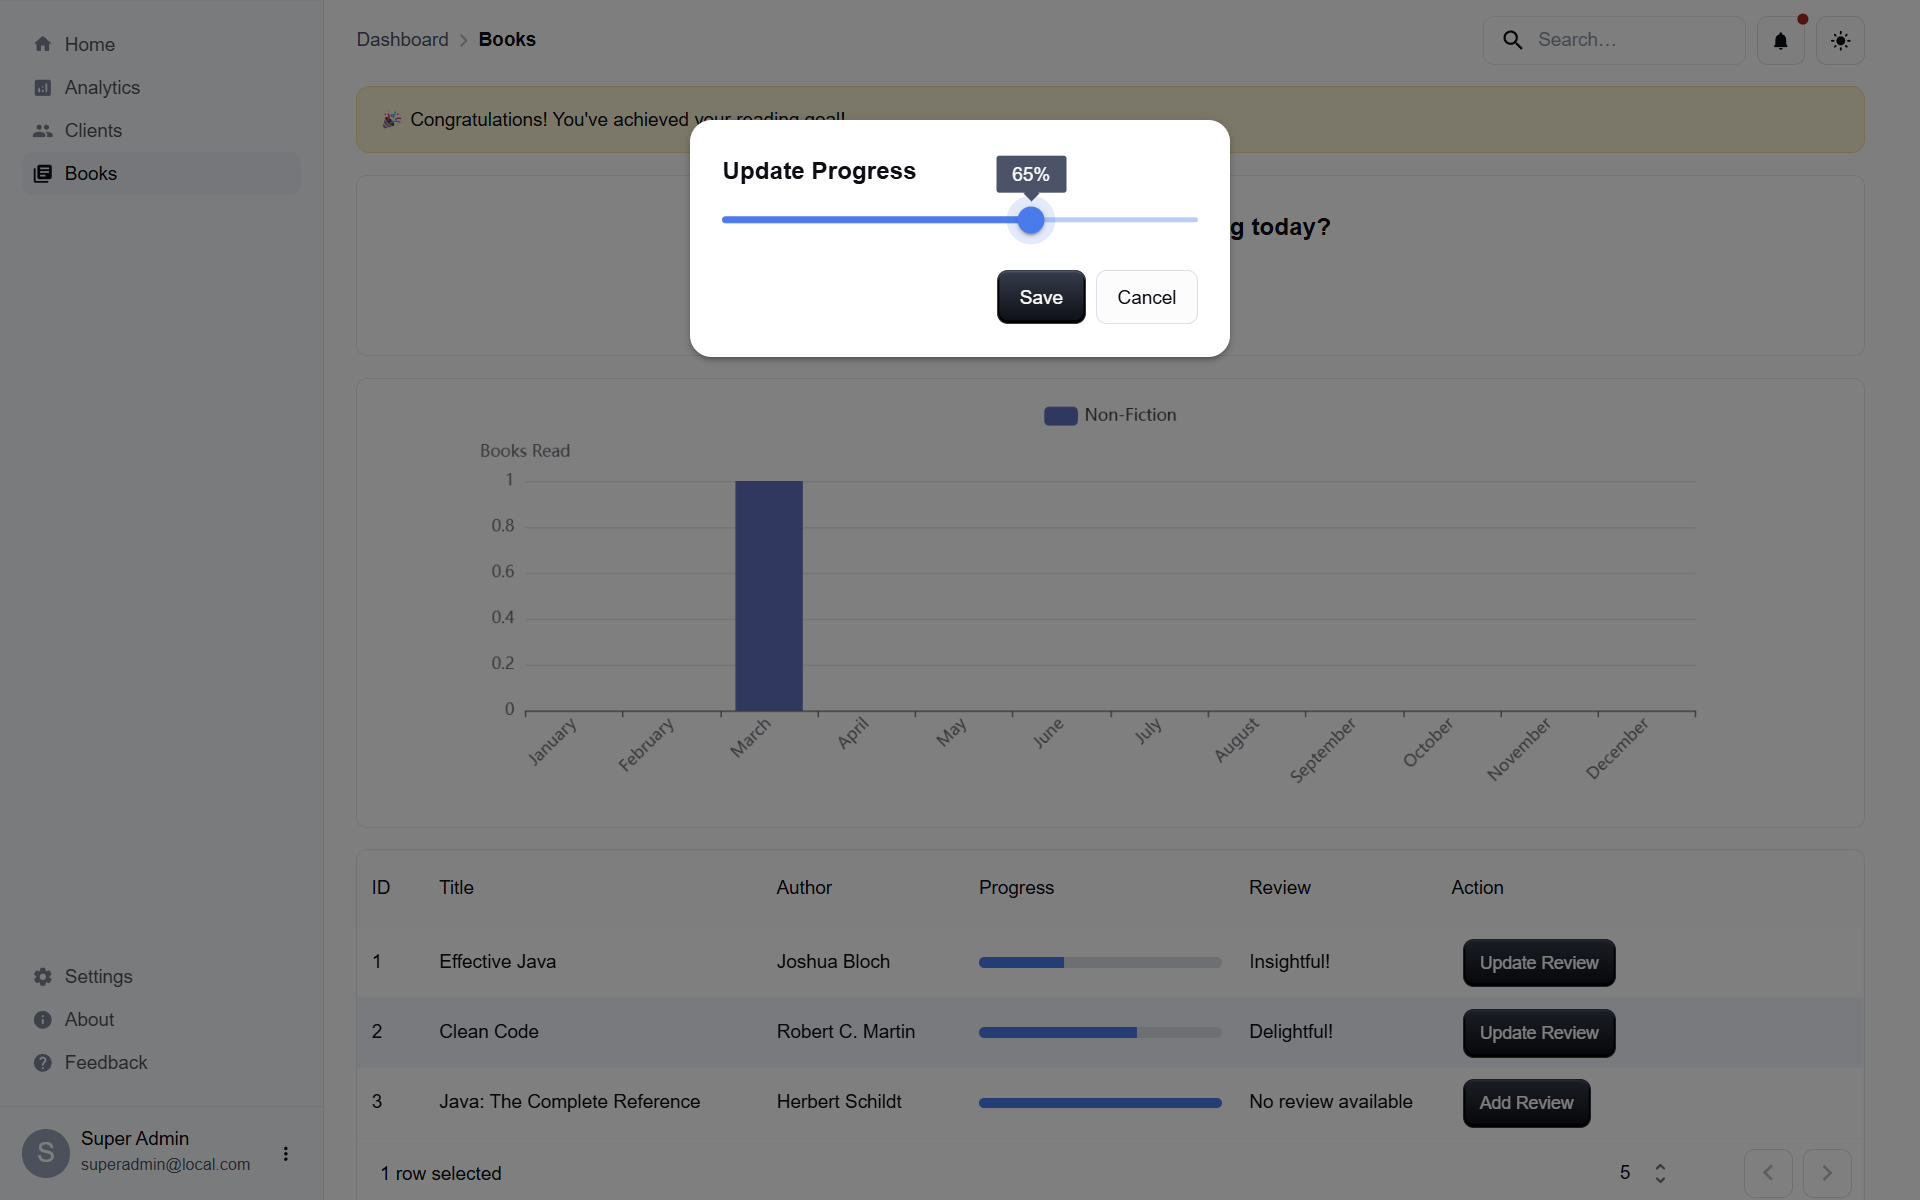 Home
Analytics
Clients
Books
Settings
About
Feedback
S
Super Admin
superadmin@local.com
Dashboard
Books
Search…
Congratulations! You've achieved your reading goal!
g today?
Update Progress
65%
Save
Cancel
Non-Fiction
Books Read
1
0.8
0.6
0.4
0.2
0
January
February
March
April
May
June
July
August
September
October
November
December
ID Title Author Progress Review Action
1 Effective Java Joshua Bloch Insightful! Update Review
2 Clean Code Robert C. Martin Delightful! Update Review
3 Java: The Complete Reference Herbert Schildt No review available Add Review
1 row selected
5